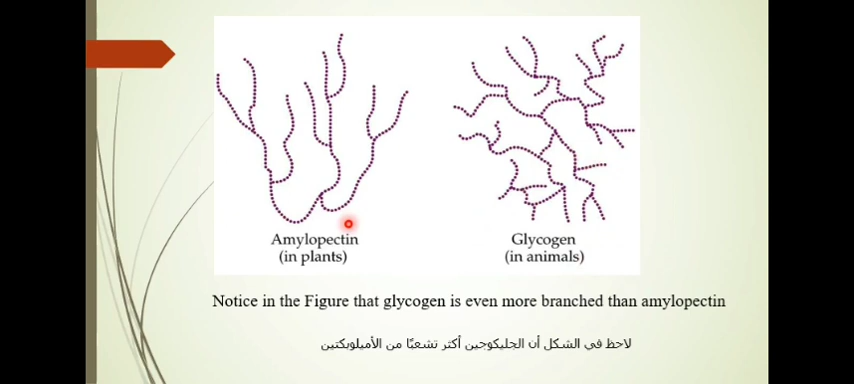 Amylopectin
(in plants)
Glycogen
(in animals)
Notice in the Figure that glycogen is even more branched than amylopectin
لاحظ في الشكل أن الجليكوجين أكثر تشعبًا من الأميلوبكتين